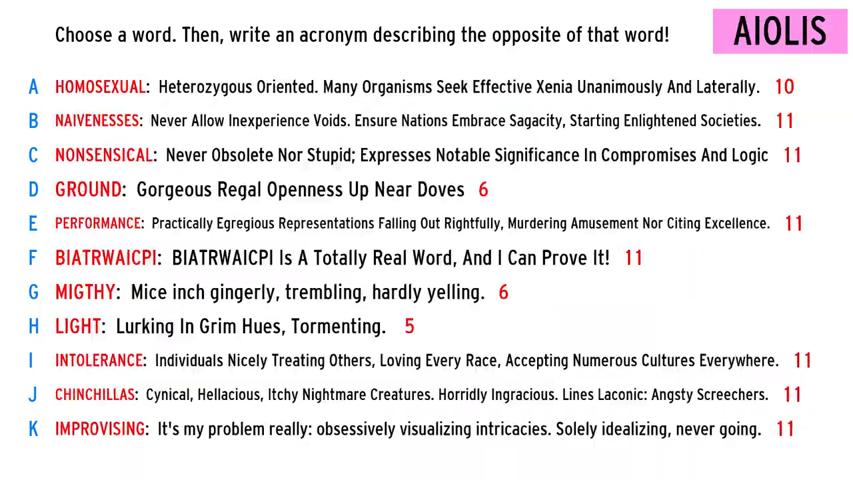 Choose a word. Then, write an acronym describing the opposite of that word!
AIOLIS
A HOMOSEXUAL: Heterozygous Oriented. Many Organisms Seek Effective Xenia Unanimously And Laterally. 10
B NAIVENESSES: Never Allow Inexperience Voids. Ensure Nations Embrace Sagacity, Starting Enlightened Societies. 11
C NONSENSICAL: Never Obsolete Nor Stupid; Expresses Notable Significance In Compromises And Logic 11
D GROUND: Gorgeous Regal Openness Up Near Doves 6
E PERFORMANCE: Practically Egregious Representations Falling Out Rightfully, Murdering Amusement Nor Citing Excellence. 11
F BIATRWAICPI: BIATRWAICPI Is A Totally Real Word, And I Can Prove It! 11
G MIGTHY: Mice inch gingerly, trembling, hardly yelling. 6
H LIGHT: Lurking In Grim Hues, Tormenting. 5
I INTOLERANCE: Individuals Nicely Treating Others, Loving Every Race, Accepting Numerous Cultures Everywhere. 11
J CHINCHILLAS: Cynical, Hellacious, Itchy Nightmare Creatures. Horridly Ingracious. Lines Laconic: Angsty Screechers. 11
K IMPROVISING: It's my problem really: obsessively visualizing intricacies. Solely idealizing, never going. 11